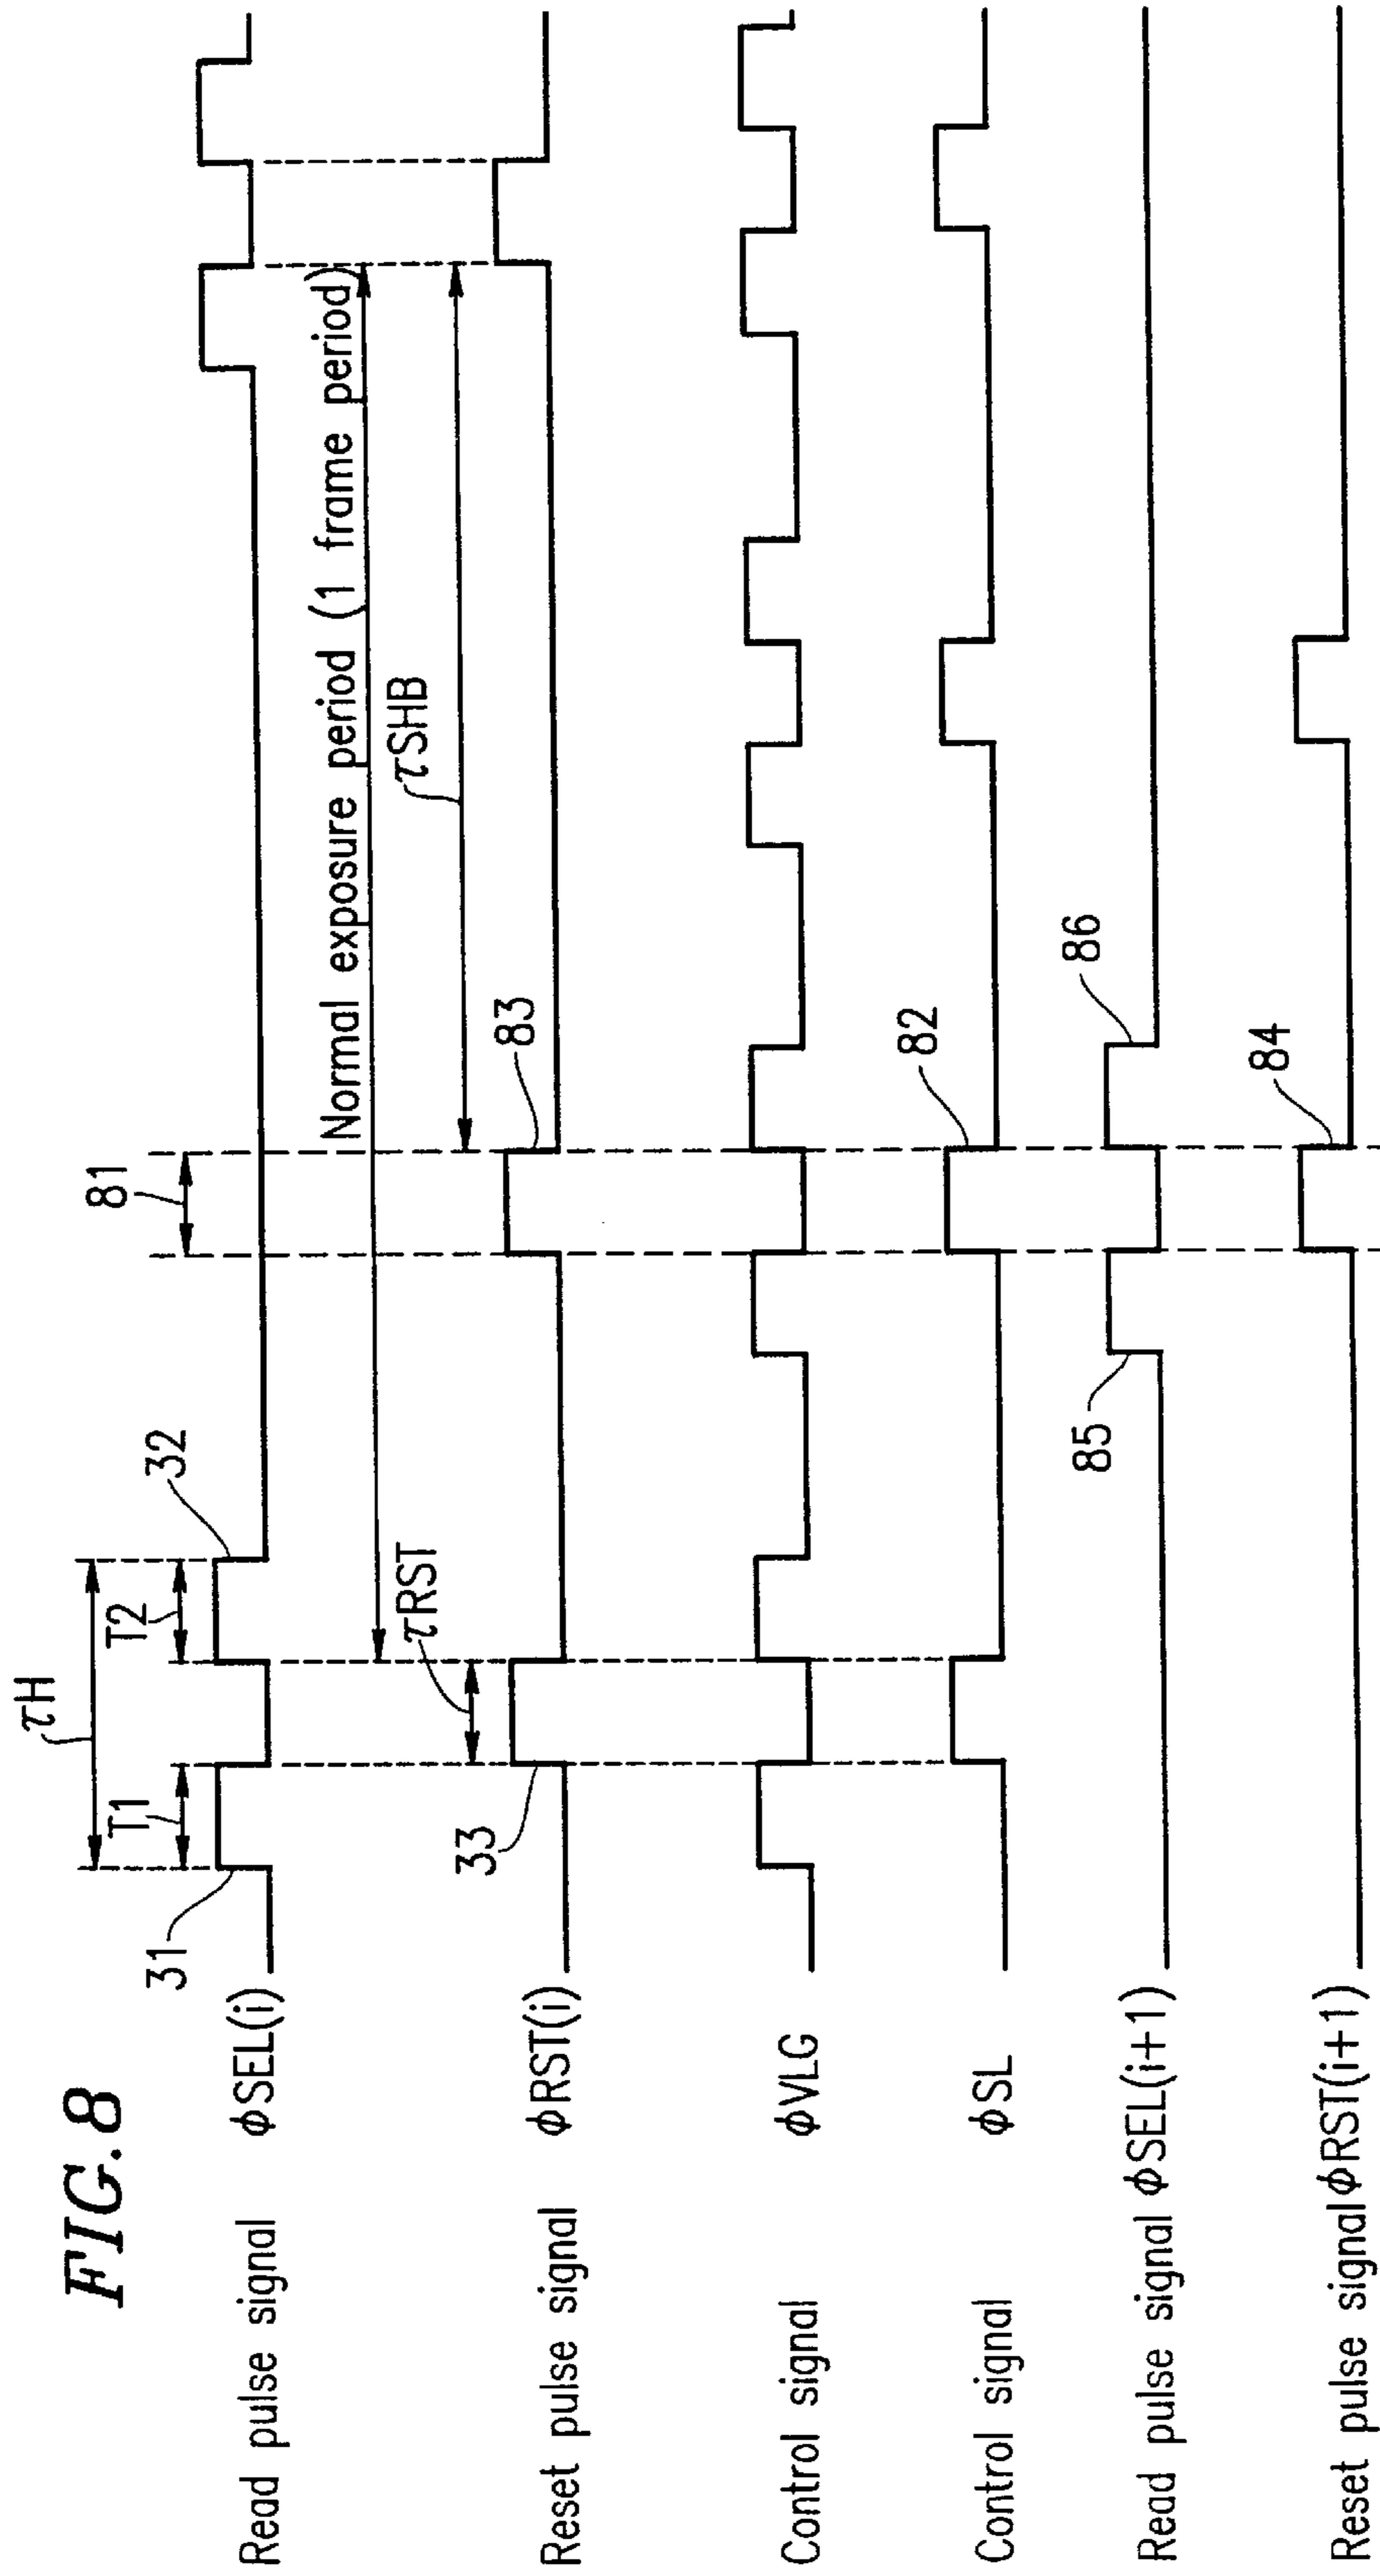 FIG.8
τH
T1
T2
81
31
32
Read pulse signal φSEL(i)
Normal exposure period (1 frame period)
τRST
τSHB
33
83
Reset pulse signal φRST(i)
Control signal φVLG
82
Control signal φSL
85
86
Read pulse signal φSEL(i+1)
84
Reset pulse signal φRST(i+1)